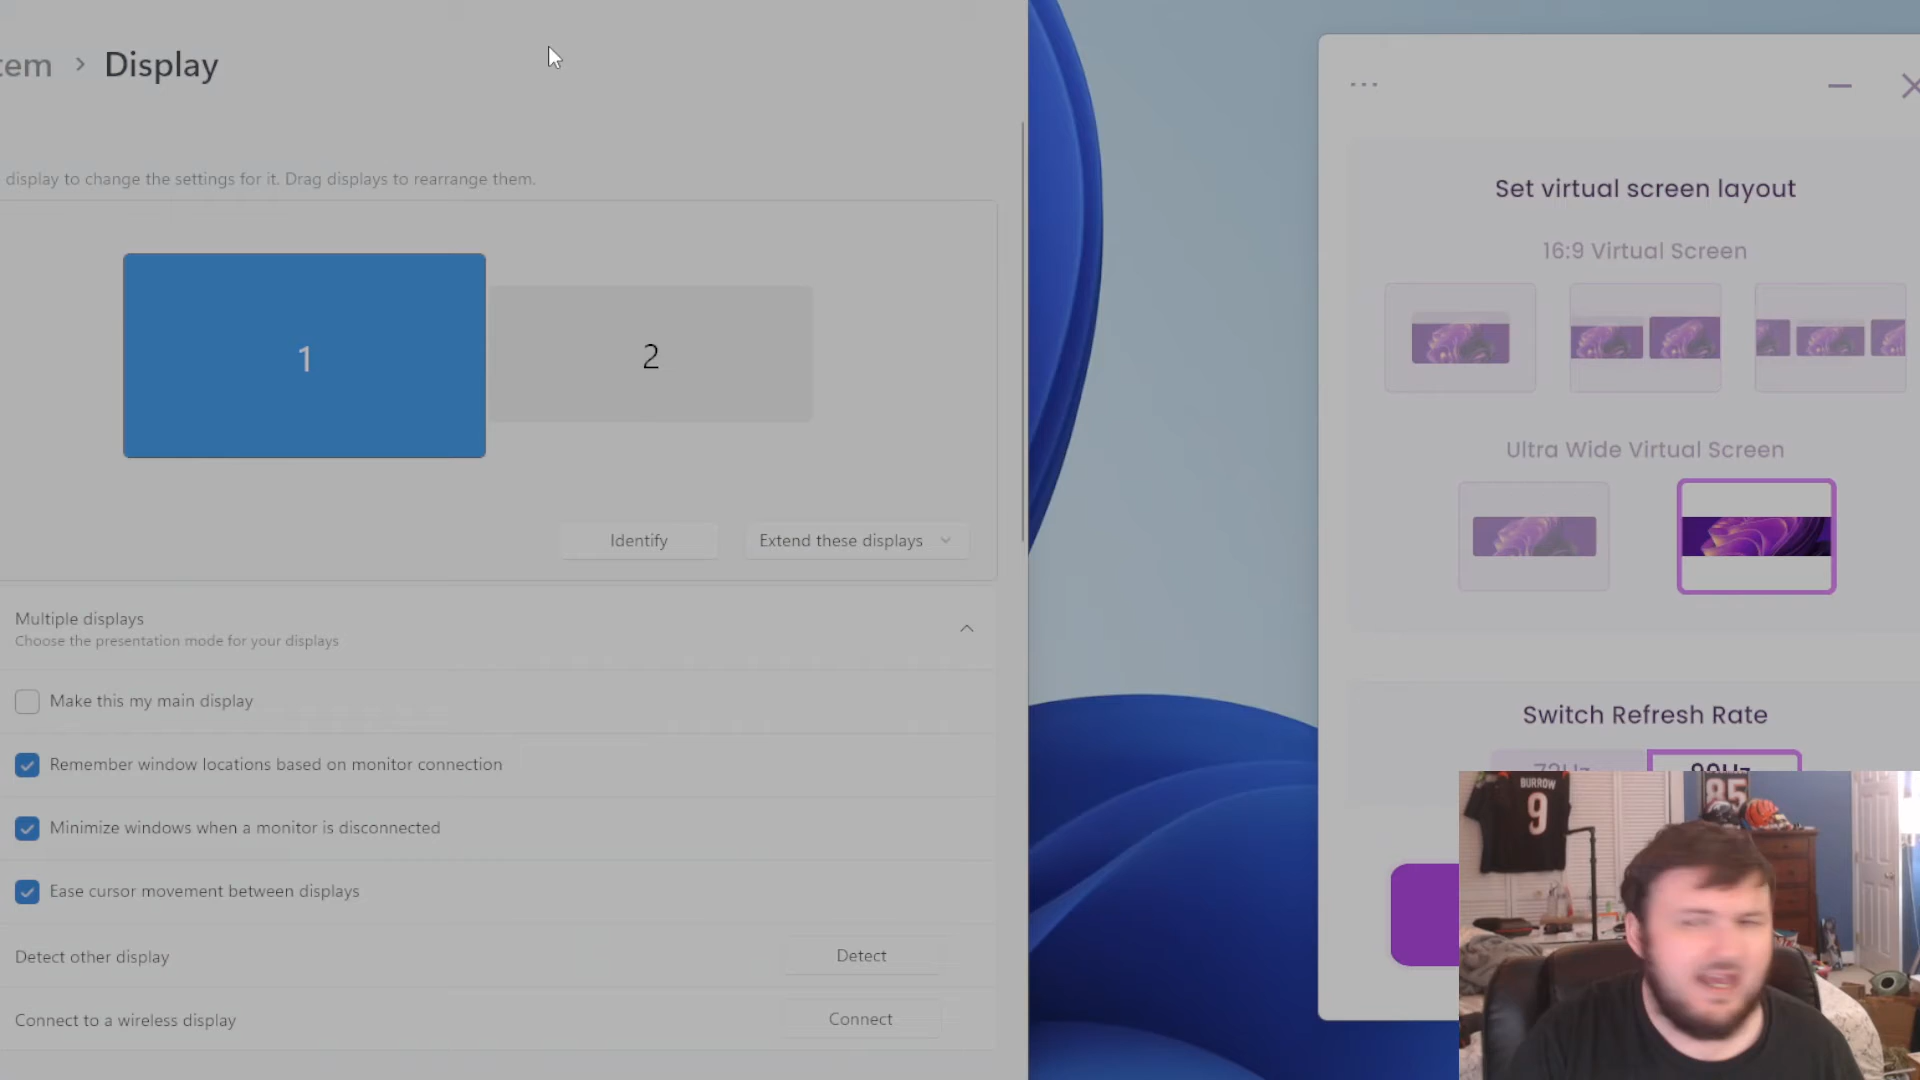 tem > Display
display to change the settings for it. Drag displays to rearrange them.
1
2
Identify
Extend these displays
Multiple displays
Choose the presentation mode for your displays
Make this my main display
Remember window locations based on monitor connection
Minimize windows when a monitor is disconnected
Ease cursor movement between displays
Detect other display
Detect
Connect to a wireless display
Connect
...
Set virtual screen layout
16:9 Virtual Screen
Ultra Wide Virtual Screen
Switch Refresh Rate
72Hz
90Hz
BURROW
9
85